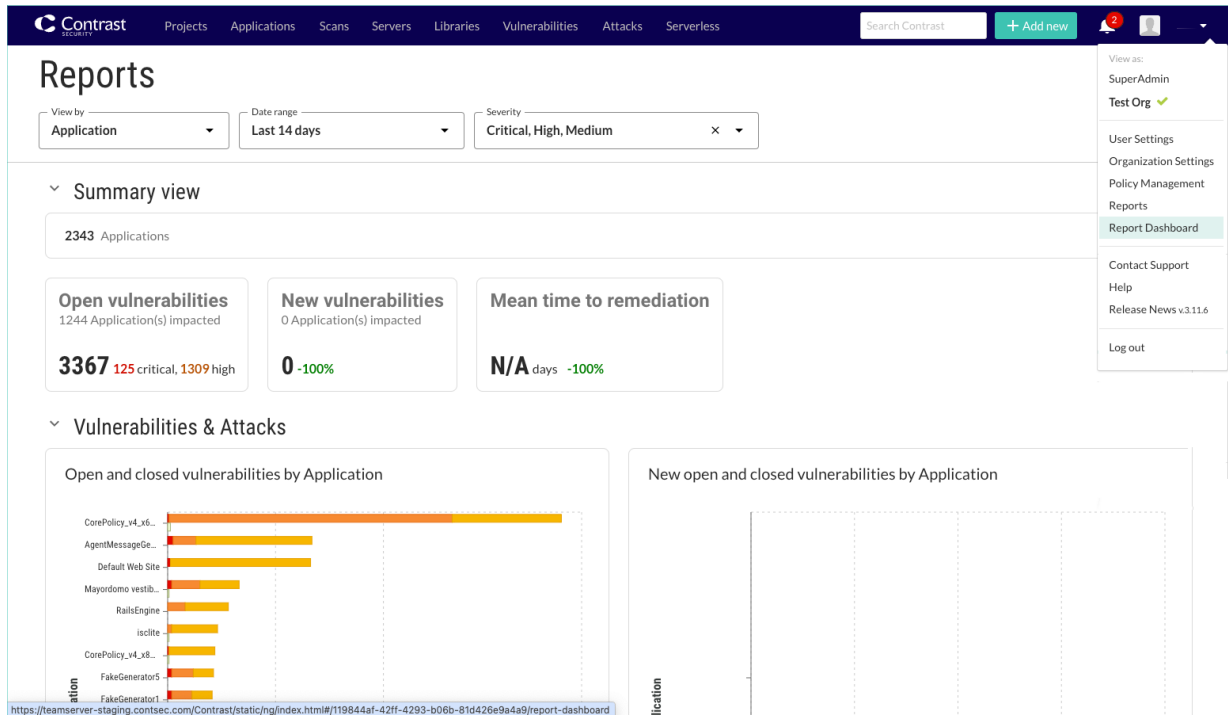 Contrast
SECURITY
Projects Applications Scans Servers Libraries Vulnerabilities Attacks Serverless
Search Contrast
+ Add new
2
Reports
View by
Application
Date range
Last 14 days
Severity
Critical, High, Medium
View as:
SuperAdmin
Test Org
User Settings
Organization Settings
Policy Management
Reports
Report Dashboard
Contact Support
Help
Release News v.3.11.6
Log out
Summary view
2343 Applications
Open vulnerabilities
1244 Application(s) impacted
3367 125 critical, 1309 high
New vulnerabilities
0 Application(s) impacted
0 -100%
Mean time to remediation
N/A days -100%
Vulnerabilities & Attacks
Open and closed vulnerabilities by Application
CorePolicy_v4_x6...
AgentMessageGe...
Default Web Site
Mayordomo vestib...
RailsEngine
isclite
CorePolicy_v4_x8...
FakeGenerator5
FakeGenerator1
New open and closed vulnerabilities by Application
https://teamserver-staging.contsec.com/Contrast/static/ng/index.html#/119844af-42ff-4293-b06b-81d426e9a4a9/report-dashboard